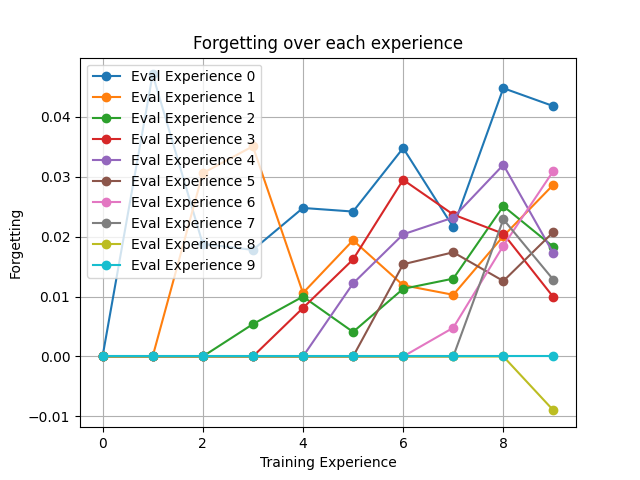 Forgetting over each experience
Eval Experience 0
Eval Experience 1
Eval Experience 2
Eval Experience 3
Eval Experience 4
Eval Experience 5
Eval Experience 6
Eval Experience 7
Eval Experience 8
Eval Experience 9
0.04
0.03
0.02
0.01
0.00
−0.01
Forgetting
0 2 4 6 8
Training Experience